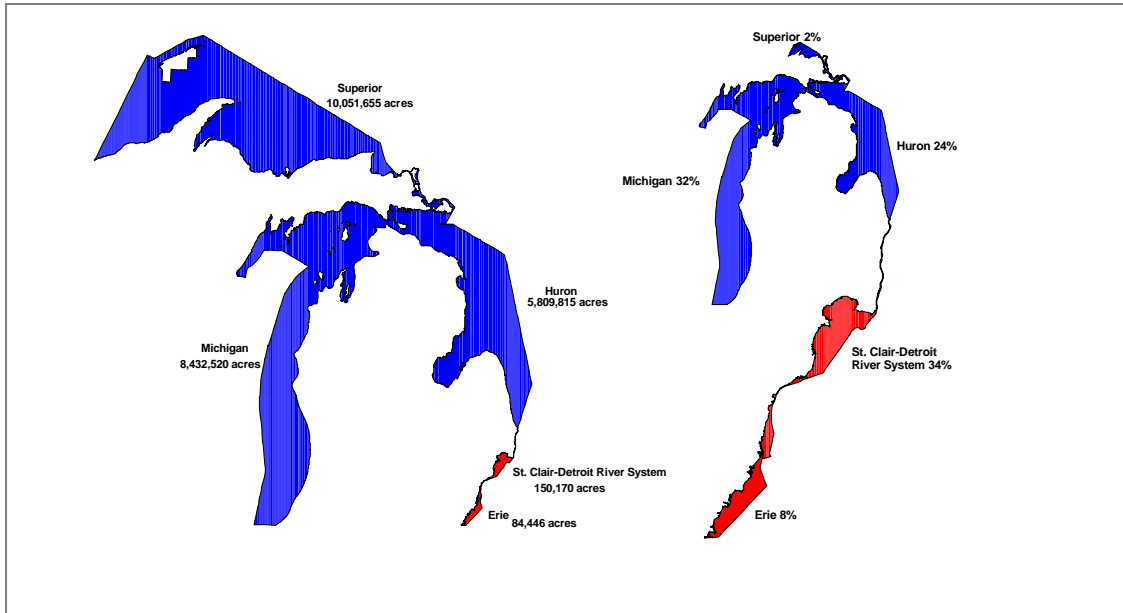 Superior
10,051,655 acres
Huron
5,809,815 acres
Michigan
8,432,520 acres
St. Clair-Detroit River System
150,170 acres
Erie
84,446 acres
Superior 2%
Huron 24%
Michigan 32%
St. Clair-Detroit
River System 34%
Erie 8%